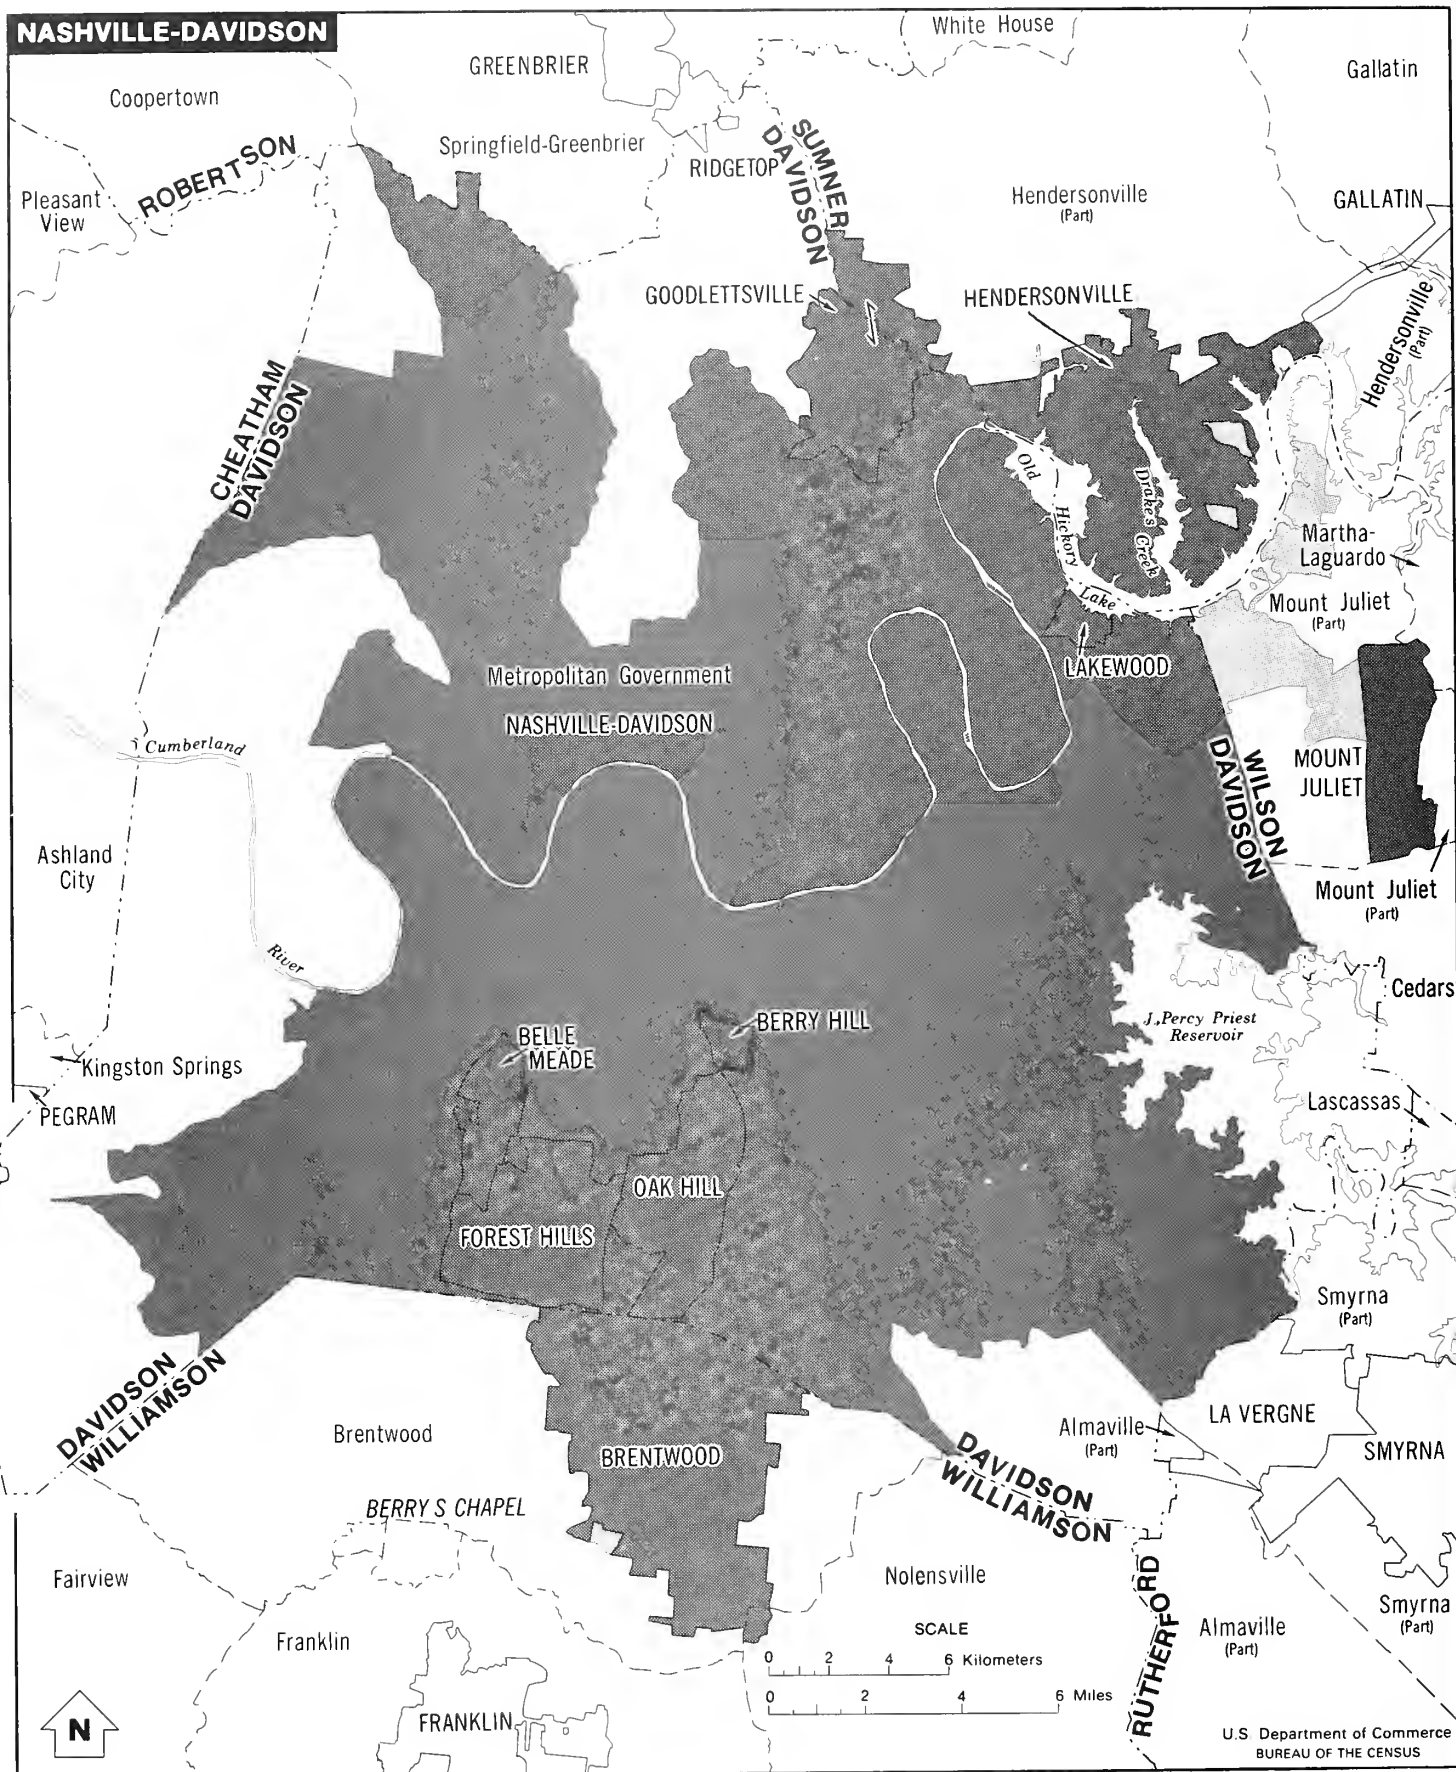 NASHVILLE-DAVIDSON
White House
GREENBRIER
Gallatin
Coopertown
Springfield-Greenbrier
ROBERTSON
RIDGETOP
SUMNER
DAVIDSON
Hendersonville
(Part)
GALLATIN
Pleasant
View
GOODLETTSVILLE
HENDERSONVILLE
Hendersonville
(Part)
CHEATHAM
DAVIDSON
Old
Hickory
Lake
Drake's
Creek
Martha-
Laguardo
Mount Juliet
(Part)
LAKEWOOD
Metropolitan Government
NASHVILLE-DAVIDSON
Cumberland
River
WILSON
DAVIDSON
MOUNT
JULIET
Ashland
City
Mount Juliet
(Part)
Cedars
BERRY HILL
J. Percy Priest
Reservoir
BELLE
MEADE
Kingston Springs
PEGRAM
Lascassas
OAK HILL
FOREST HILLS
Smyrna
(Part)
DAVIDSON
WILLIAMSON
Brentwood
BRENTWOOD
Almaville
(Part)
LA VERGNE
SMYRNA
DAVIDSON
WILLIAMSON
BERRY S CHAPEL
Fairview
Nolensville
RUTHERFORD
Smyrna
(Part)
Almaville
(Part)
Franklin
FRANKLIN
SCALE
0 2 4 6 Kilometers
0 2 4 6 Miles
N
U.S. Department of Commerce
BUREAU OF THE CENSUS